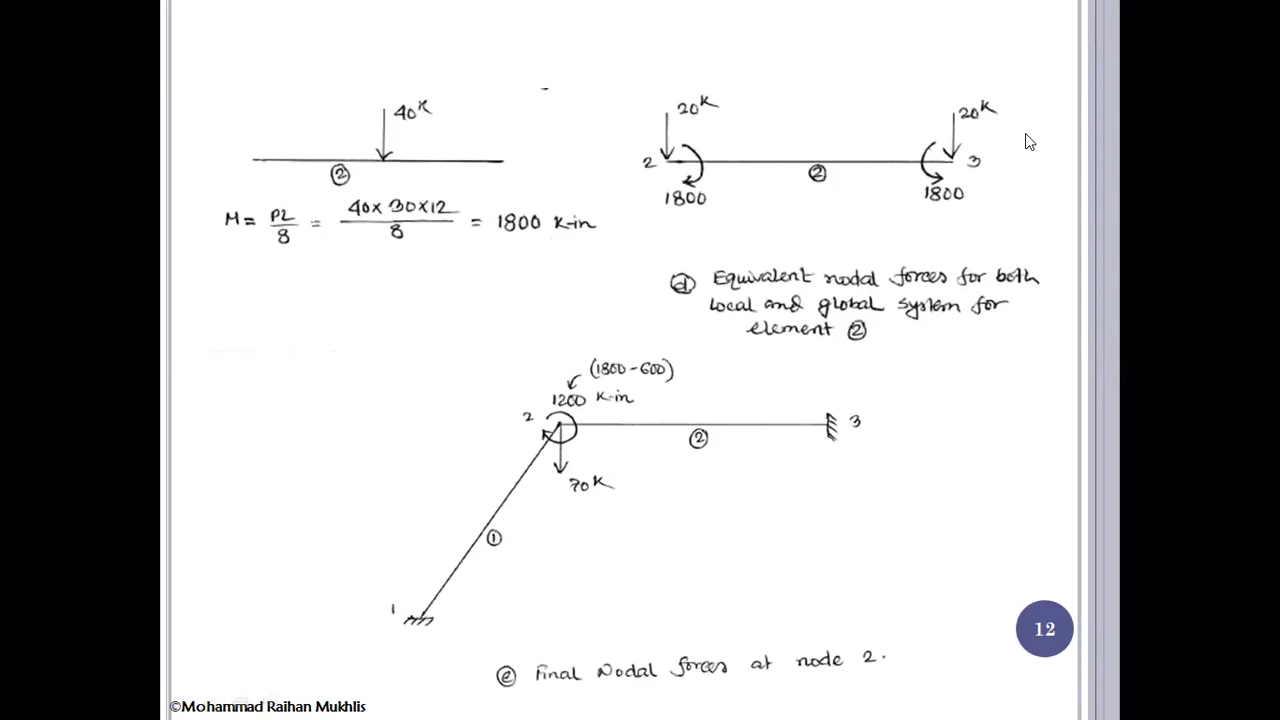 40K
②
M = PL/8 = 40x30x12/8 = 1800 K-in
20K
20K
2
②
3
1800
1800
ⓓ Equivalent nodal forces for both
local and global system for
element ②
(1800-600)
1200 K-in
2
②
3
70K
①
1
ⓔ Final Nodal forces at node 2.
12
©Mohammad Raihan Mukhlis